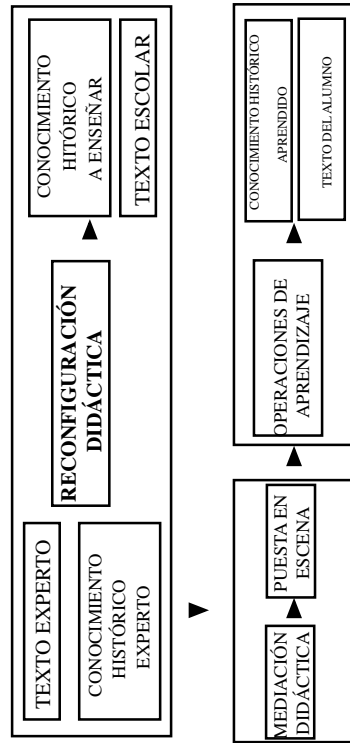 TEXTO EXPERTO
CONOCIMIENTO
HISTÓRICO
EXPERTO
RECONFIGURACIÓN
DIDÁCTICA
CONOCIMIENTO
HITÓRICO
A ENSEÑAR
TEXTO ESCOLAR
MEDIACIÓN
DIDÁCTICA
PUESTA EN
ESCENA
OPERACIONES DE
APRENDIZAJE
CONOCIMIENTO HISTÓRICO
APRENDIDO
TEXTO DEL ALUMNO